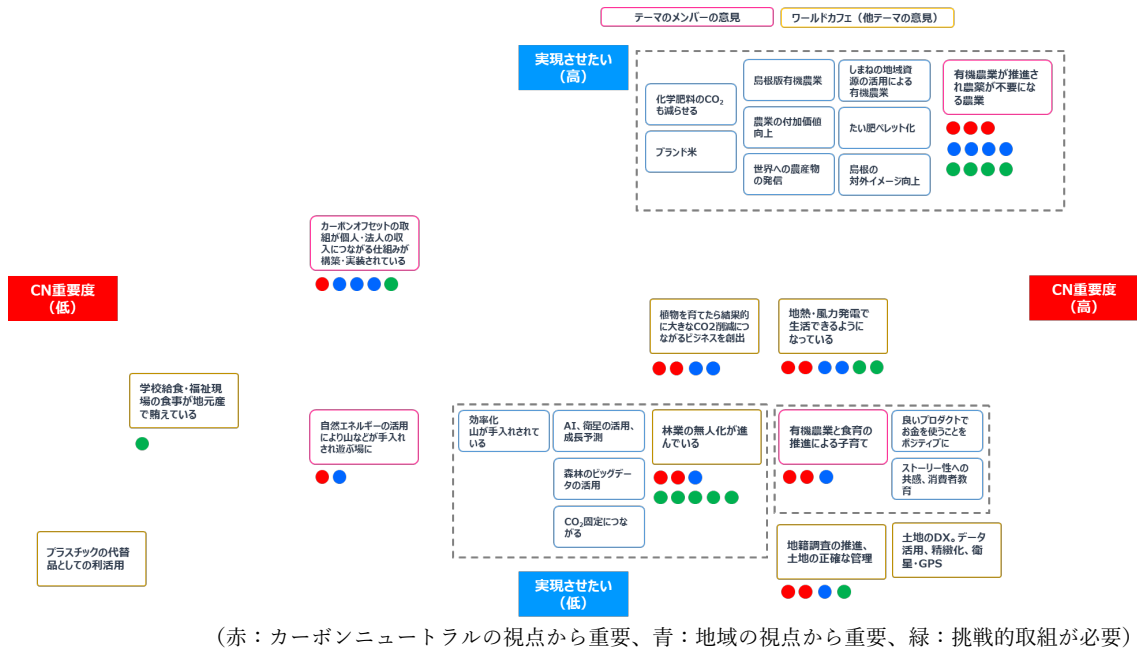 テーマのメンバーの意見
ワールドカフェ（他テーマの意見）
実現させたい
（高）
化学肥料のCO₂
も減らせる
ブランド米
島根版有機農業
農業の付加価値
向上
世界への農産物
の発信
しまねの地域資
源の活用による
有機農業
たい肥ペレット化
島根の
対外イメージ向上
有機農業が推進さ
れ農薬が不要にな
る農業
カーボンオフセットの取
組が個人・法人の収
入につながる仕組みが
構築・実装されている
CN重要度
（低）
CN重要度
（高）
植物を育てたら結果的
に大きなCO2削減につ
ながるビジネスを創出
地熱・風力発電で
生活できるように
なっている
学校給食・福祉現
場の食事が地元産
で賄えている
自然エネルギーの活用
により山などが手入れ
され遊ぶ場に
効率化
山が手入れされて
いる
AI、衛星の活用、
成長予測
森林のビッグデー
タの活用
CO₂固定につな
がる
林業の無人化が進
んでいる
有機農業と食育の
推進による子育て
良いプロダクトで
お金を使うことを
ポジティブに
ストーリー性への
共感、消費者教
育
プラスチックの代替
品としての利活用
実現させたい
（低）
地籍調査の推進、
土地の正確な管理
土地のDX。データ
活用、精緻化、衛
星・GPS
（赤：カーボンニュートラルの視点から重要、青：地域の視点から重要、緑：挑戦的取組が必要）